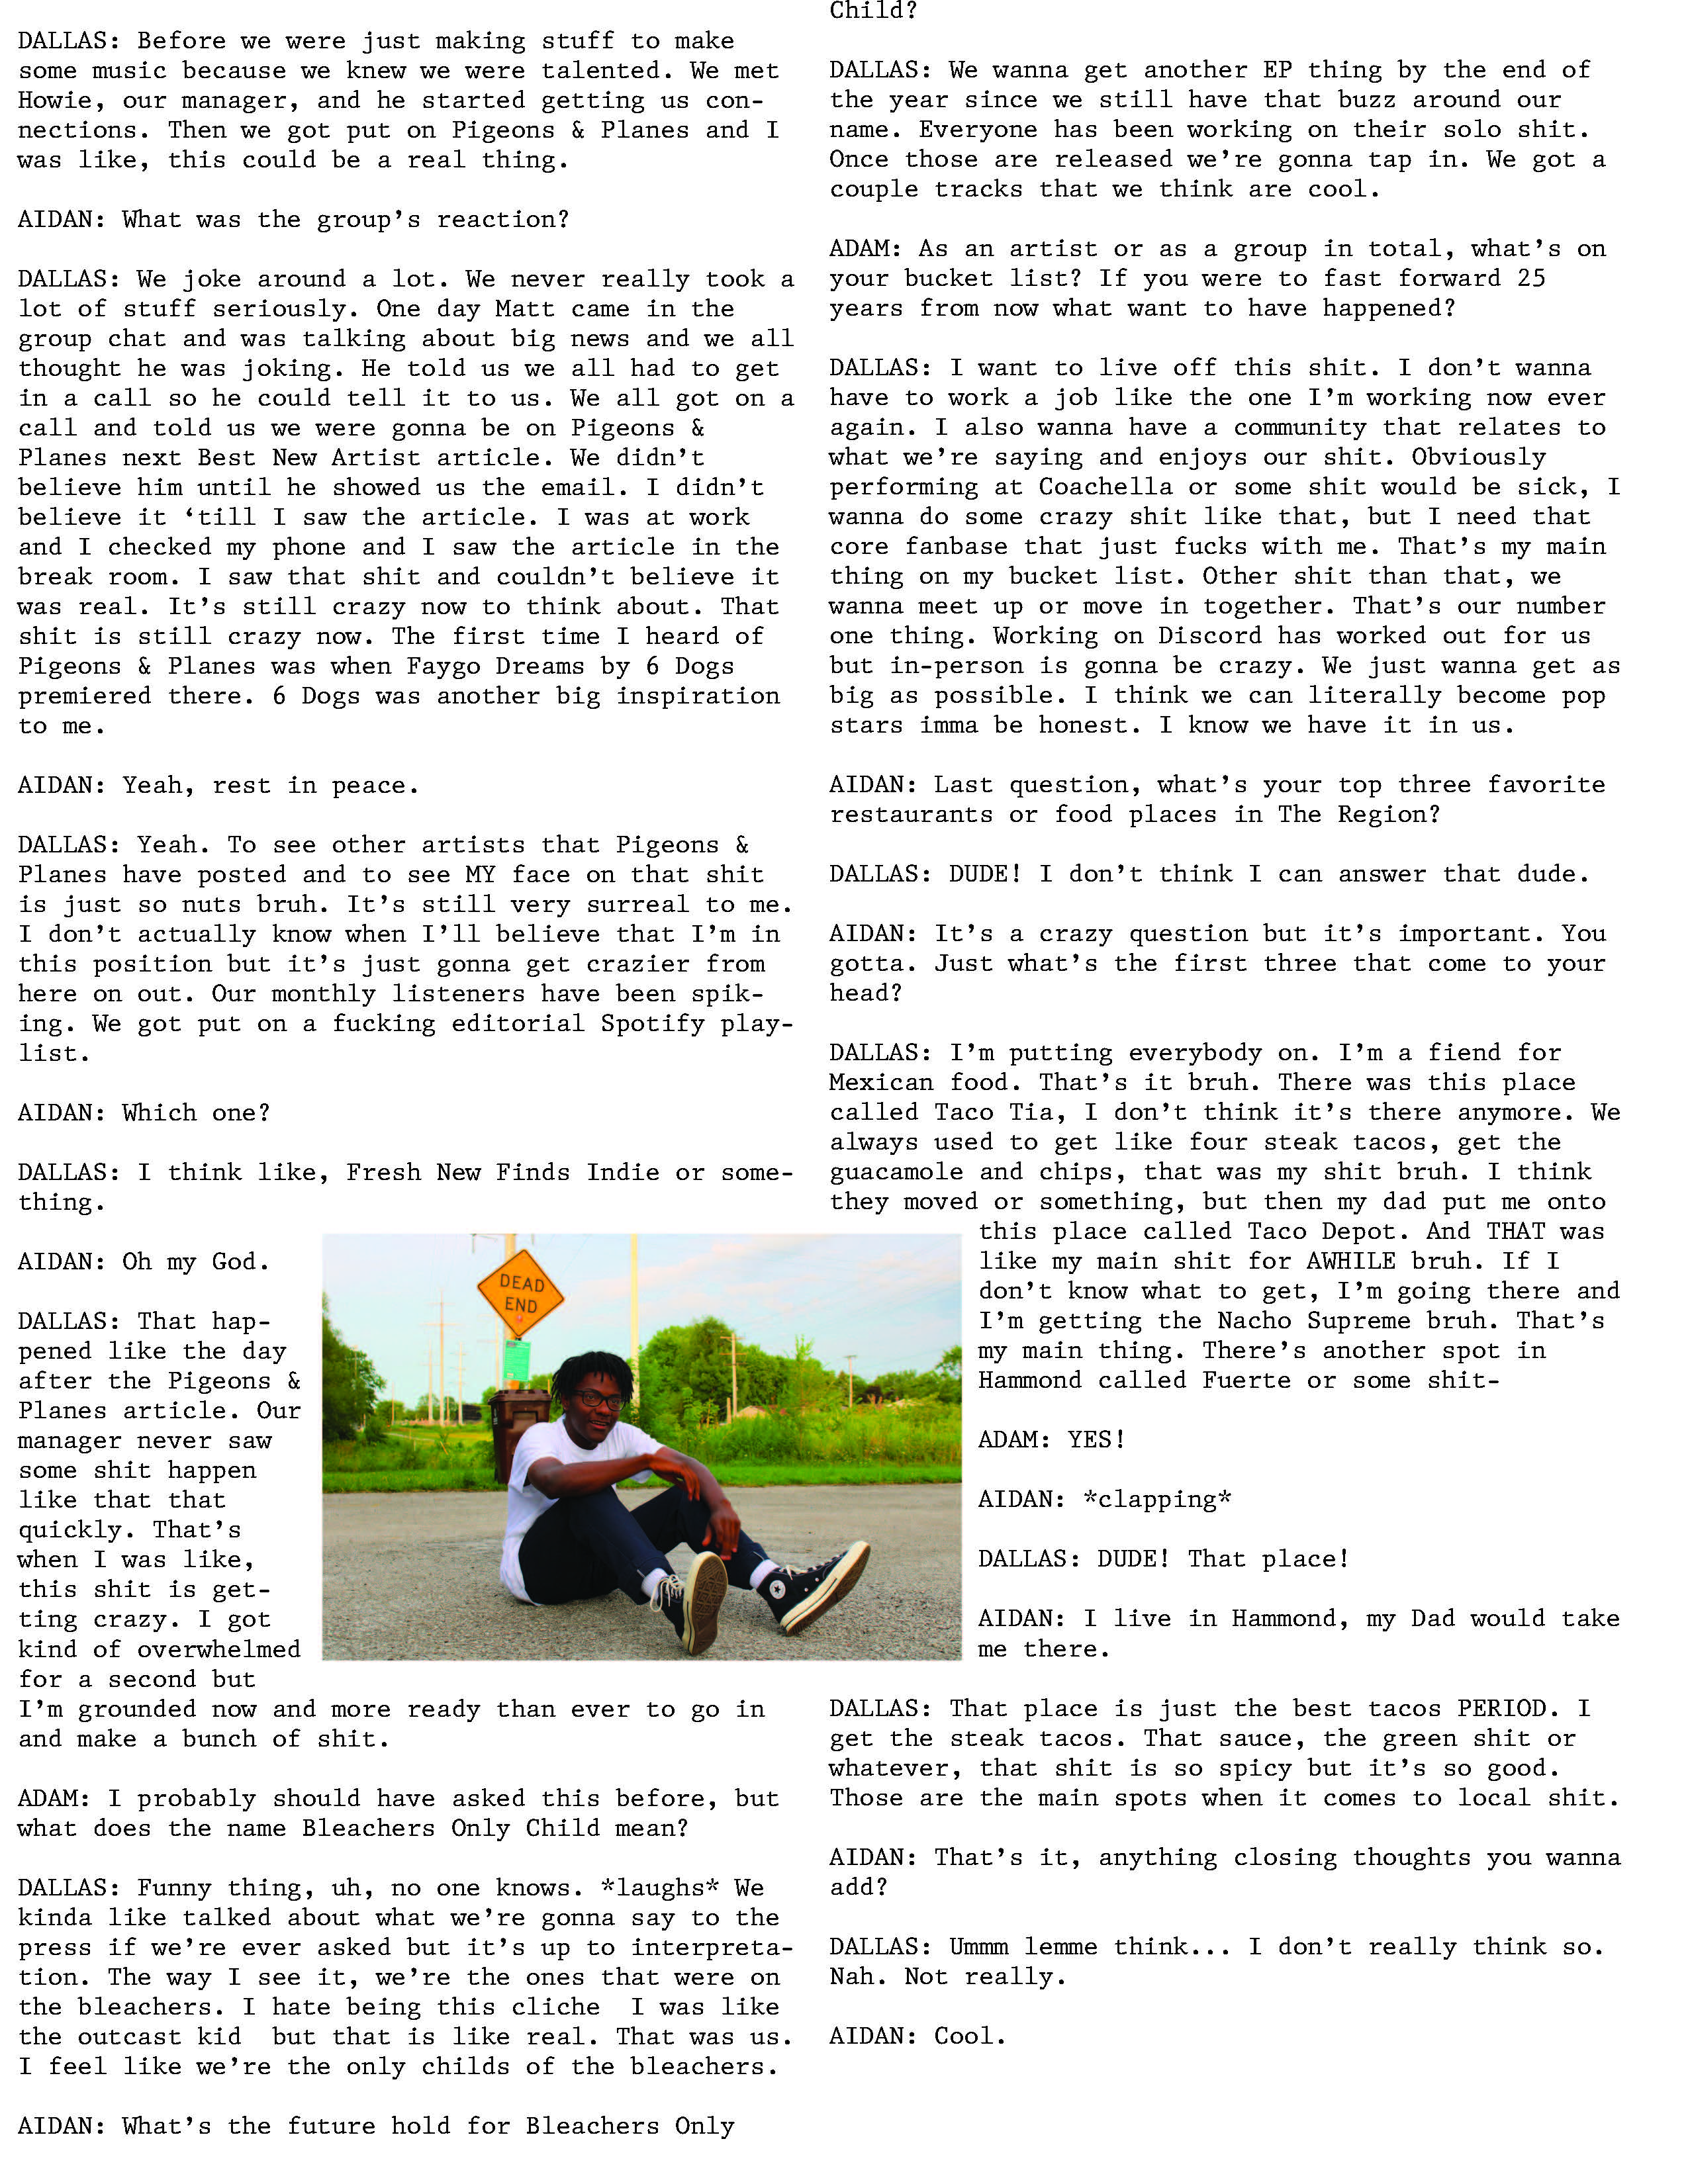 DALLAS: Before we were just making stuff to make
some music because we knew we were talented. We met
Howie, our manager, and he started getting us con-
nections. Then we got put on Pigeons & Planes and I
was like, this could be a real thing.
AIDAN: What was the group’s reaction?
DALLAS: We joke around a lot. We never really took a
lot of stuff seriously. One day Matt came in the
group chat and was talking about big news and we all
thought he was joking. He told us we all had to get
in a call so he could tell it to us. We all got on a
call and told us we were gonna be on Pigeons &
Planes next Best New Artist article. We didn’t
believe him until he showed us the email. I didn’t
believe it ‘till I saw the article. I was at work
and I checked my phone and I saw the article in the
break room. I saw that shit and couldn’t believe it
was real. It’s still crazy now to think about. That
shit is still crazy now. The first time I heard of
Pigeons & Planes was when Faygo Dreams by 6 Dogs
premiered there. 6 Dogs was another big inspiration
to me.
AIDAN: Yeah, rest in peace.
DALLAS: Yeah. To see other artists that Pigeons &
Planes have posted and to see MY face on that shit
is just so nuts bruh. It’s still very surreal to me.
I don’t actually know when I’ll believe that I’m in
this position but it’s just gonna get crazier from
here on out. Our monthly listeners have been spik-
ing. We got put on a fucking editorial Spotify play-
list.
AIDAN: Which one?
DALLAS: I think like, Fresh New Finds Indie or some-
thing.
AIDAN: Oh my God.
DALLAS: That hap-
pened like the day
after the Pigeons &
Planes article. Our
manager never saw
some shit happen
like that that
quickly. That’s
when I was like,
this shit is get-
ting crazy. I got
kind of overwhelmed
for a second but
I’m grounded now and more ready than ever to go in
and make a bunch of shit.
ADAM: I probably should have asked this before, but
what does the name Bleachers Only Child mean?
DALLAS: Funny thing, uh, no one knows. *laughs* We
kinda like talked about what we’re gonna say to the
press if we’re ever asked but it’s up to interpreta-
tion. The way I see it, we’re the ones that were on
the bleachers. I hate being this cliche  I was like
the outcast kid  but that is like real. That was us.
I feel like we’re the only childs of the bleachers.
AIDAN: What’s the future hold for Bleachers Only
Child?
DALLAS: We wanna get another EP thing by the end of
the year since we still have that buzz around our
name. Everyone has been working on their solo shit.
Once those are released we’re gonna tap in. We got a
couple tracks that we think are cool.
ADAM: As an artist or as a group in total, what’s on
your bucket list? If you were to fast forward 25
years from now what want to have happened?
DALLAS: I want to live off this shit. I don’t wanna
have to work a job like the one I’m working now ever
again. I also wanna have a community that relates to
what we’re saying and enjoys our shit. Obviously
performing at Coachella or some shit would be sick, I
wanna do some crazy shit like that, but I need that
core fanbase that just fucks with me. That’s my main
thing on my bucket list. Other shit than that, we
wanna meet up or move in together. That’s our number
one thing. Working on Discord has worked out for us
but in-person is gonna be crazy. We just wanna get as
big as possible. I think we can literally become pop
stars imma be honest. I know we have it in us.
AIDAN: Last question, what’s your top three favorite
restaurants or food places in The Region?
DALLAS: DUDE! I don’t think I can answer that dude.
AIDAN: It’s a crazy question but it’s important. You
gotta. Just what’s the first three that come to your
head?
DALLAS: I’m putting everybody on. I’m a fiend for
Mexican food. That’s it bruh. There was this place
called Taco Tia, I don’t think it’s there anymore. We
always used to get like four steak tacos, get the
guacamole and chips, that was my shit bruh. I think
they moved or something, but then my dad put me onto
this place called Taco Depot. And THAT was
like my main shit for AWHILE bruh. If I
don’t know what to get, I’m going there and
I’m getting the Nacho Supreme bruh. That’s
my main thing. There’s another spot in
Hammond called Fuerte or some shit-
ADAM: YES!
AIDAN: *clapping*
DALLAS: DUDE! That place!
AIDAN: I live in Hammond, my Dad would take
me there.
DALLAS: That place is just the best tacos PERIOD. I
get the steak tacos. That sauce, the green shit or
whatever, that shit is so spicy but it’s so good.
Those are the main spots when it comes to local shit.
AIDAN: That’s it, anything closing thoughts you wanna
add?
DALLAS: Ummm lemme think... I don’t really think so.
Nah. Not really.
AIDAN: Cool.
DEAD
END